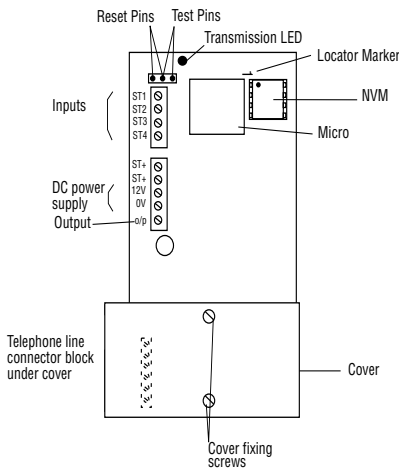 Reset Pins Test Pins
Transmission LED
Locator Marker
NVM
Micro
Inputs
ST1
ST2
ST3
ST4
ST+
ST+
12V
0V
o/p
DC power
supply
Output
Telephone line
connector block
under cover
Cover
Cover fixing
screws